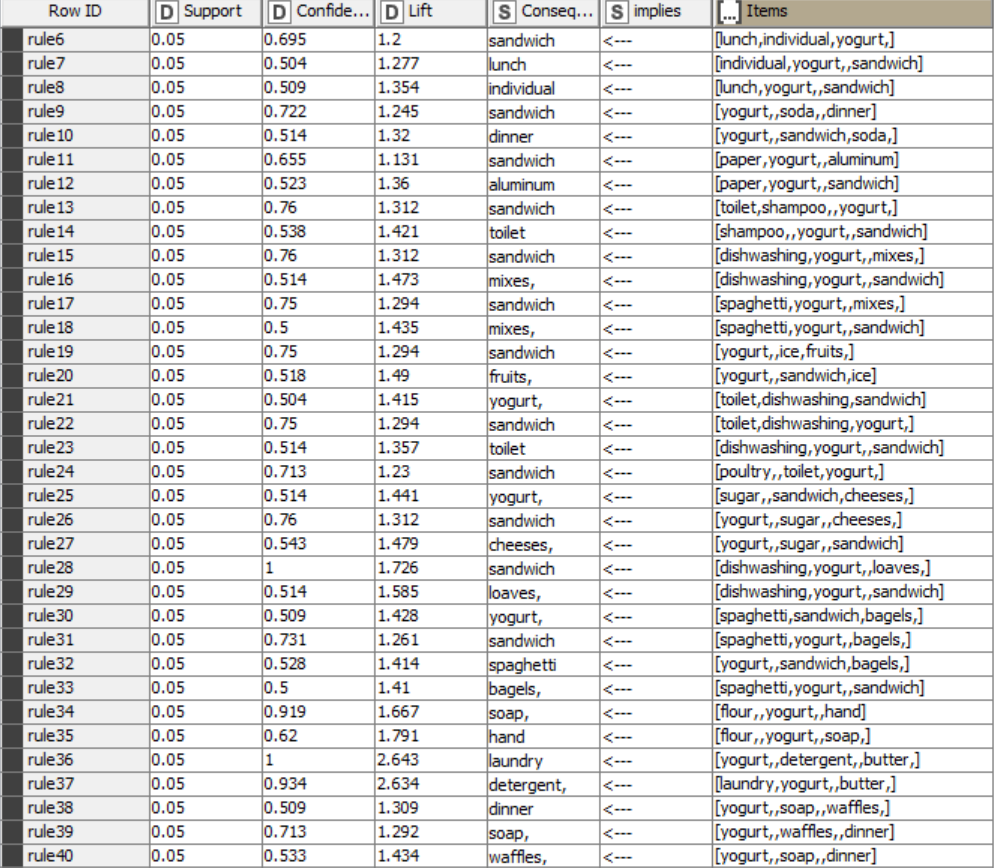 Row ID D Support D Confide... D Lift S Conseq... S implies [...] Items
rule6 0.05 0.695 1.2 sandwich <--- [lunch,individual,yogurt,]
rule7 0.05 0.504 1.277 lunch <--- [individual,yogurt,,sandwich]
rule8 0.05 0.509 1.354 individual <--- [lunch,yogurt,,sandwich]
rule9 0.05 0.722 1.245 sandwich <--- [yogurt,,soda,,dinner]
rule10 0.05 0.514 1.32 dinner <--- [yogurt,,sandwich,soda,]
rule11 0.05 0.655 1.131 sandwich <--- [paper,yogurt,,aluminum]
rule12 0.05 0.523 1.36 aluminum <--- [paper,yogurt,,sandwich]
rule13 0.05 0.76 1.312 sandwich <--- [toilet,shampoo,,yogurt,]
rule14 0.05 0.538 1.421 toilet <--- [shampoo,,yogurt,,sandwich]
rule15 0.05 0.76 1.312 sandwich <--- [dishwashing,yogurt,,mixes,]
rule16 0.05 0.514 1.473 mixes, <--- [dishwashing,yogurt,,sandwich]
rule17 0.05 0.75 1.294 sandwich <--- [spaghetti,yogurt,,mixes,]
rule18 0.05 0.5 1.435 mixes, <--- [spaghetti,yogurt,,sandwich]
rule19 0.05 0.75 1.294 sandwich <--- [yogurt,,ice,fruits,]
rule20 0.05 0.518 1.49 fruits, <--- [yogurt,,sandwich,ice]
rule21 0.05 0.504 1.415 yogurt, <--- [toilet,dishwashing,sandwich]
rule22 0.05 0.75 1.294 sandwich <--- [toilet,dishwashing,yogurt,]
rule23 0.05 0.514 1.357 toilet <--- [dishwashing,yogurt,,sandwich]
rule24 0.05 0.713 1.23 sandwich <--- [poultry,,toilet,yogurt,]
rule25 0.05 0.514 1.441 yogurt, <--- [sugar,,sandwich,cheeses,]
rule26 0.05 0.76 1.312 sandwich <--- [yogurt,,sugar,,cheeses,]
rule27 0.05 0.543 1.479 cheeses, <--- [yogurt,,sugar,,sandwich]
rule28 0.05 1 1.726 sandwich <--- [dishwashing,yogurt,,loaves,]
rule29 0.05 0.514 1.585 loaves, <--- [dishwashing,yogurt,,sandwich]
rule30 0.05 0.509 1.428 yogurt, <--- [spaghetti,sandwich,bagels,]
rule31 0.05 0.731 1.261 sandwich <--- [spaghetti,yogurt,,bagels,]
rule32 0.05 0.528 1.414 spaghetti <--- [yogurt,,sandwich,bagels,]
rule33 0.05 0.5 1.41 bagels, <--- [spaghetti,yogurt,,sandwich]
rule34 0.05 0.919 1.667 soap, <--- [flour,,yogurt,,hand]
rule35 0.05 0.62 1.791 hand <--- [flour,,yogurt,,soap,]
rule36 0.05 1 2.643 laundry <--- [yogurt,,detergent,,butter,]
rule37 0.05 0.934 2.634 detergent, <--- [laundry,yogurt,,butter,]
rule38 0.05 0.509 1.309 dinner <--- [yogurt,,soap,,waffles,]
rule39 0.05 0.713 1.292 soap, <--- [yogurt,,waffles,,dinner]
rule40 0.05 0.533 1.434 waffles, <--- [yogurt,,soap,,dinner]